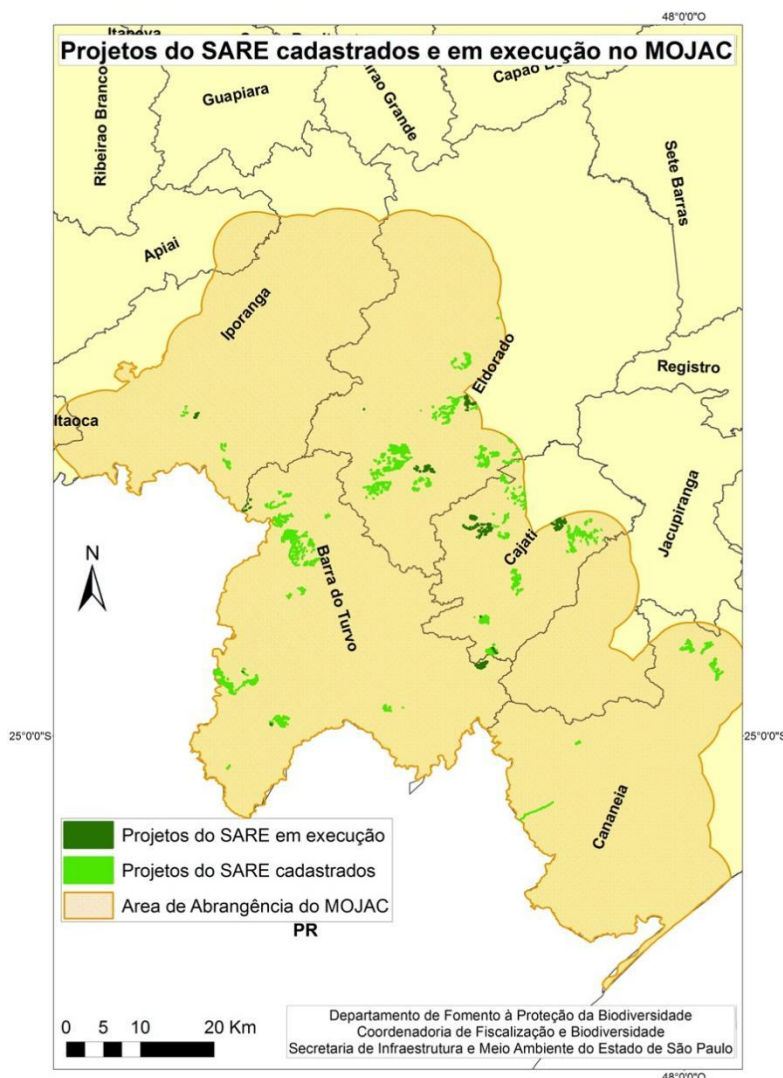 48°0'0"O
Projetos do SARE cadastrados e em execução no MOJAC
Guapiara
Ribeirao Branco
Sete Barras
Apiai
Iporanga
Eldorado
Registro
Itaoca
Jacupiranga
Cajati
Barra do Turvo
N
25°0'0"S
25°0'0"S
Cananeia
Projetos do SARE em execução
Projetos do SARE cadastrados
Area de Abrangência do MOJAC
PR
0 5 10 20 Km
Departamento de Fomento à Proteção da Biodiversidade
Coordenadoria de Fiscalização e Biodiversidade
Secretaria de Infraestrutura e Meio Ambiente do Estado de São Paulo
48°0'0"O